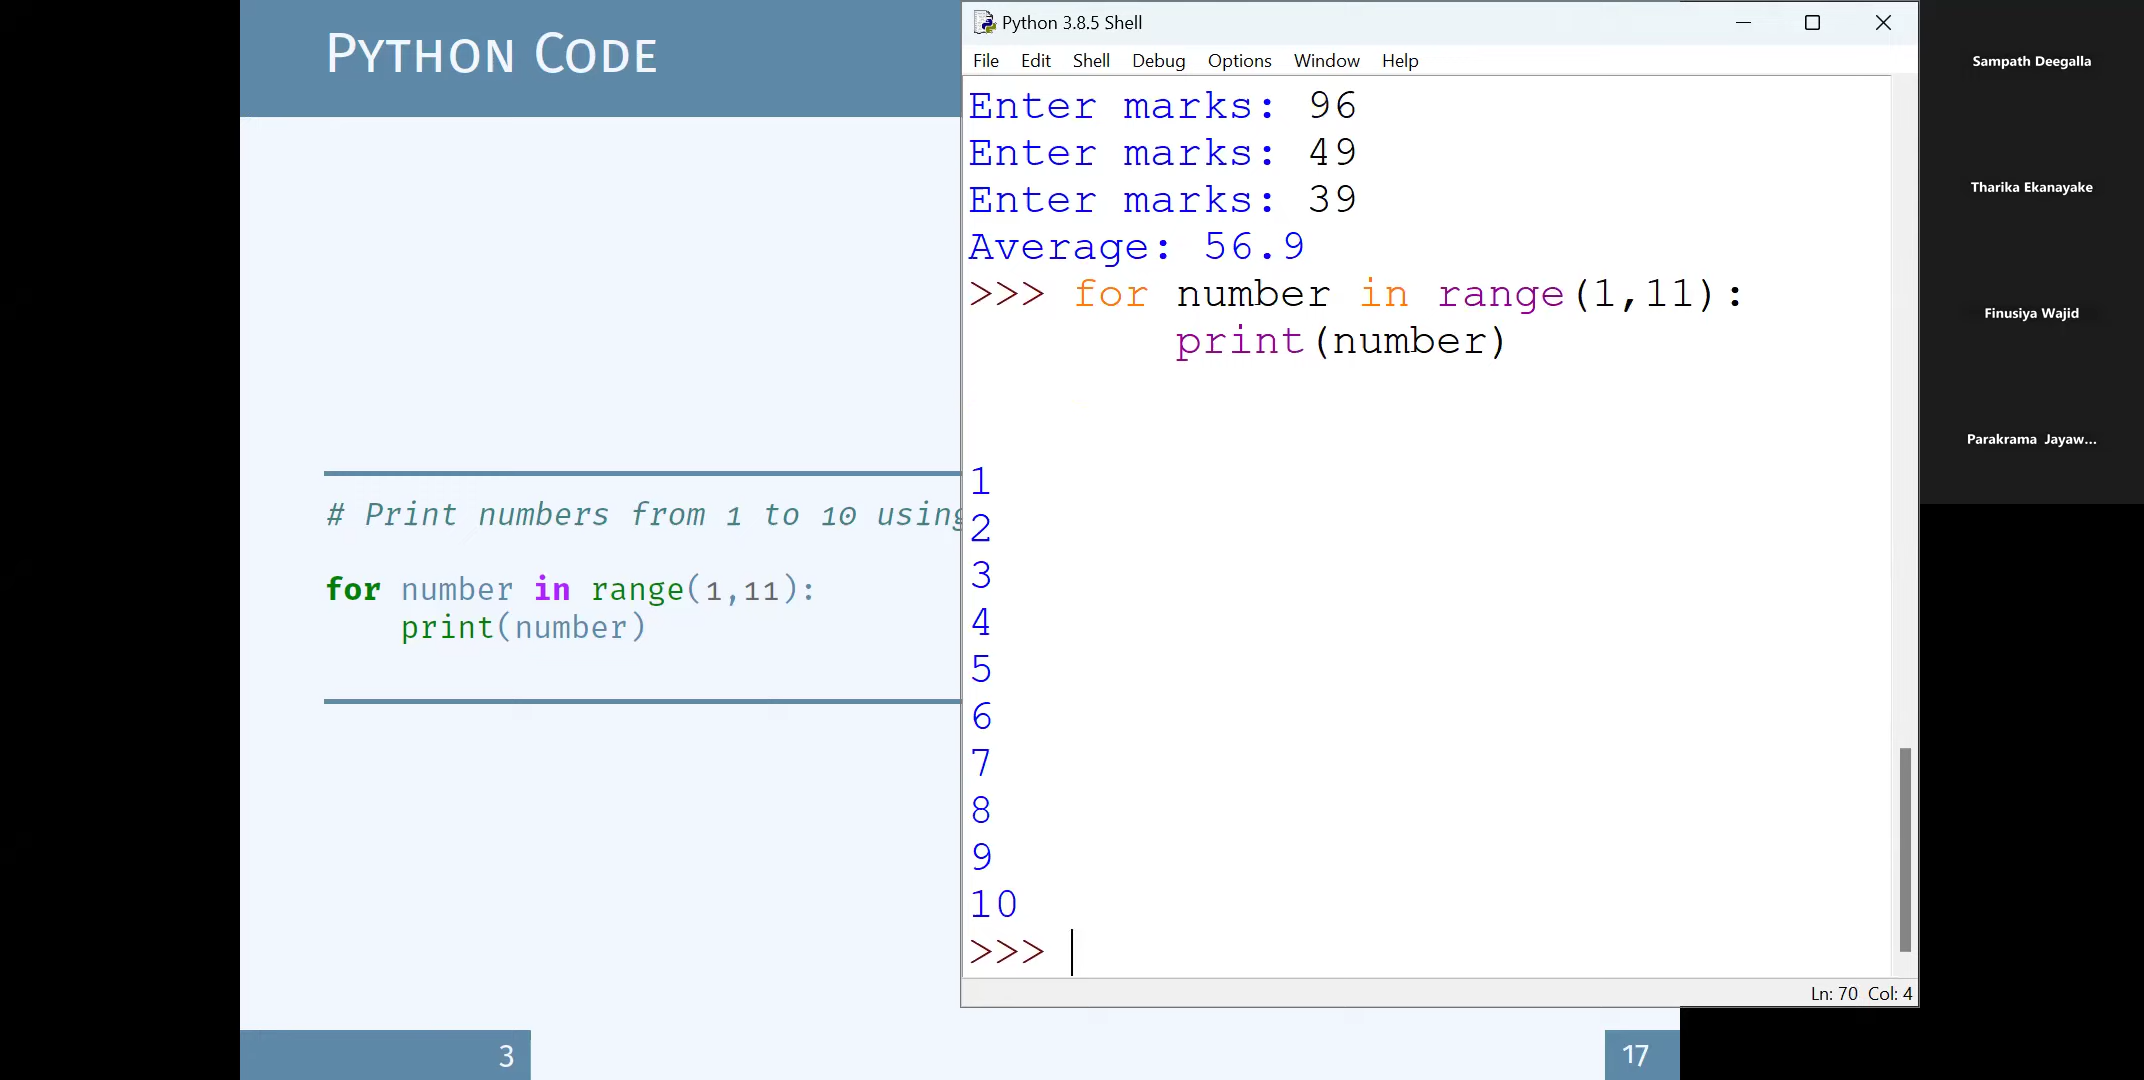 PYTHON CODE
# Print numbers from 1 to 10 using
for number in range(1,11):
print(number)
3
17
Python 3.8.5 Shell
File Edit Shell Debug Options Window Help
Enter marks: 96
Enter marks: 49
Enter marks: 39
Average: 56.9
>>> for number in range(1,11):
print(number)
1
2
3
4
5
6
7
8
9
10
>>>
Ln: 70 Col: 4
Sampath Deegalla
Tharika Ekanayake
Finusiya Wajid
Parakrama Jayaw...